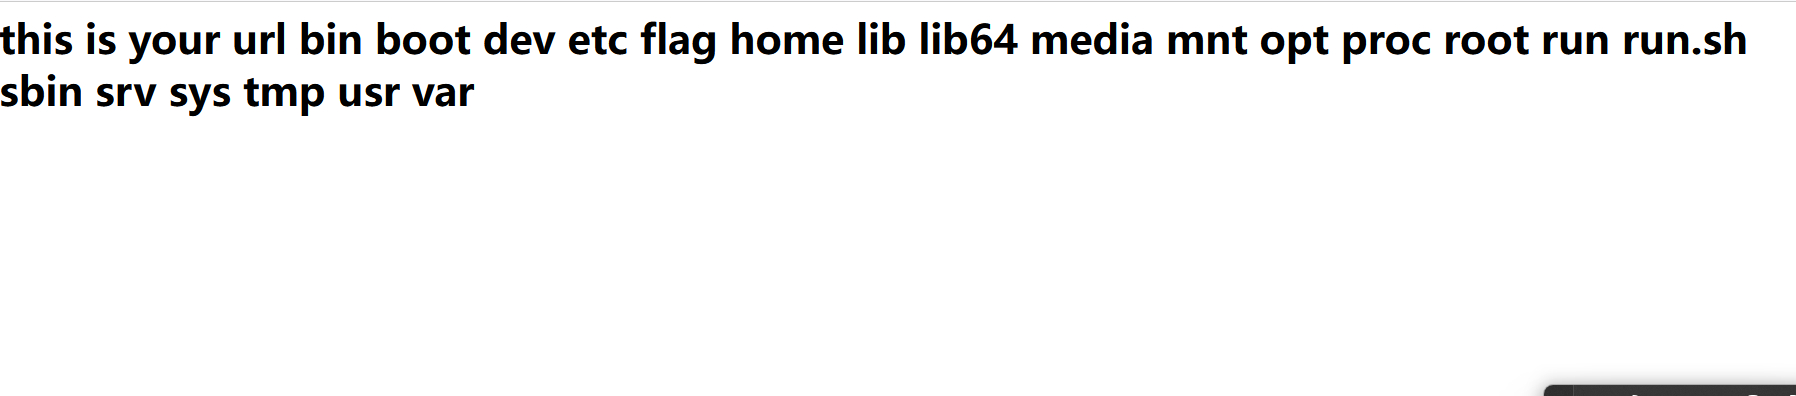 this is your url bin boot dev etc flag home lib lib64 media mnt opt proc root run run.sh
sbin srv sys tmp usr var